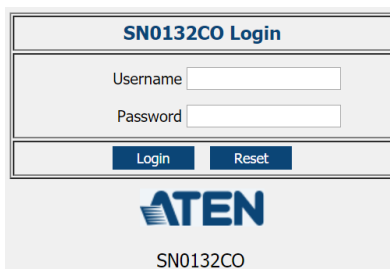 SN0132CO Login
Username
Password
Login Reset
ATEN
SN0132CO